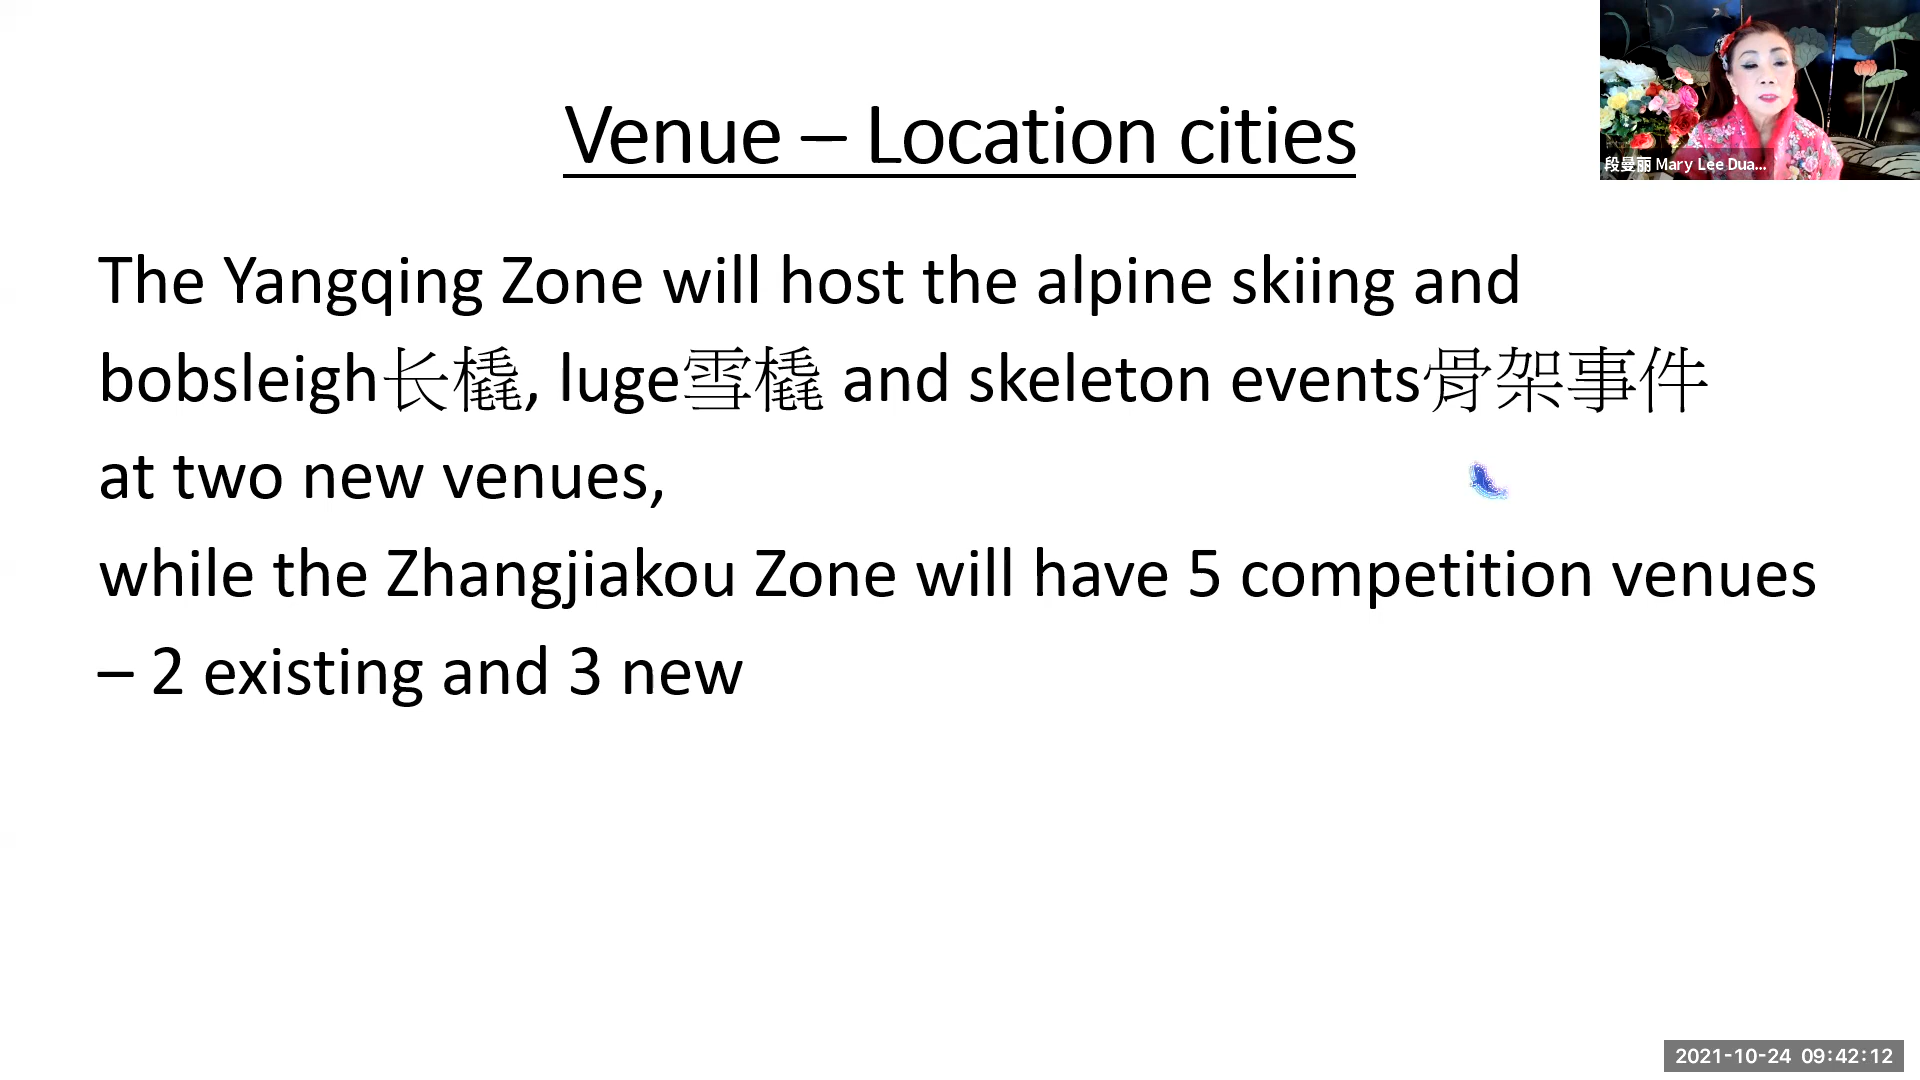 Venue – Location cities
段曼丽 Mary Lee Dua...
The Yangqing Zone will host the alpine skiing and
bobsleigh长橇, luge雪橇 and skeleton events骨架事件
at two new venues,
while the Zhangjiakou Zone will have 5 competition venues
– 2 existing and 3 new
2021-10-24 09:42:12